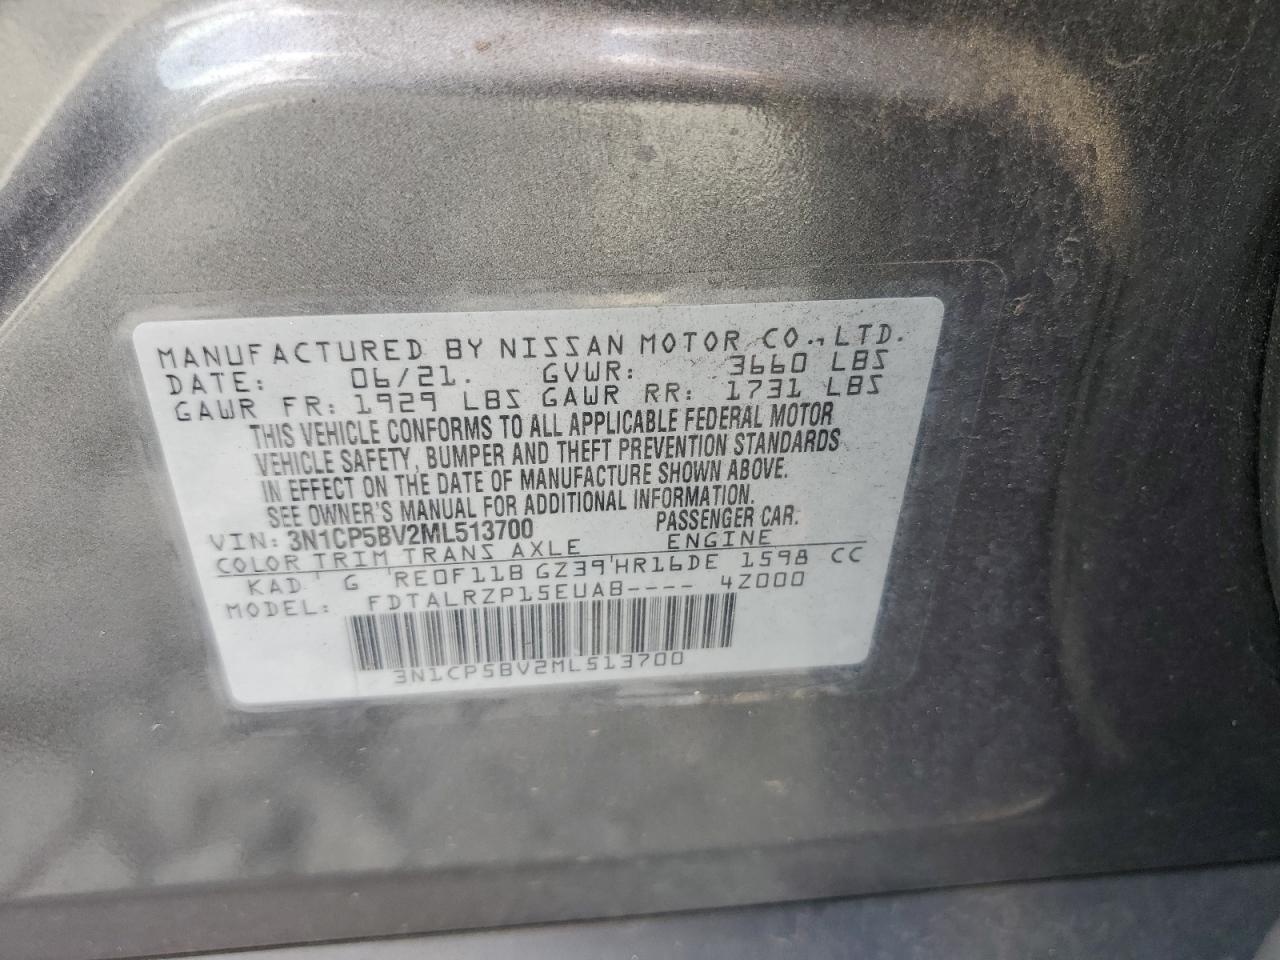 MANUFACTURED BY NISSAN MOTOR CO., LTD.
DATE: 06/21. GVWR: 3660 LBS
GAWR FR: 1929 LBS GAWR RR: 1731 LBS
THIS VEHICLE CONFORMS TO ALL APPLICABLE FEDERAL MOTOR
VEHICLE SAFETY, BUMPER AND THEFT PREVENTION STANDARDS
IN EFFECT ON THE DATE OF MANUFACTURE SHOWN ABOVE.
SEE OWNER'S MANUAL FOR ADDITIONAL INFORMATION.
VIN: 3N1CP5BV2ML513700 PASSENGER CAR.
COLOR TRIM TRANS AXLE ENGINE
KAD G RE0F11B GZ39 HR16DE 1598 CC
MODEL: FDTALRZP15EUAB---- 4Z000
3N1CP5BV2ML513700